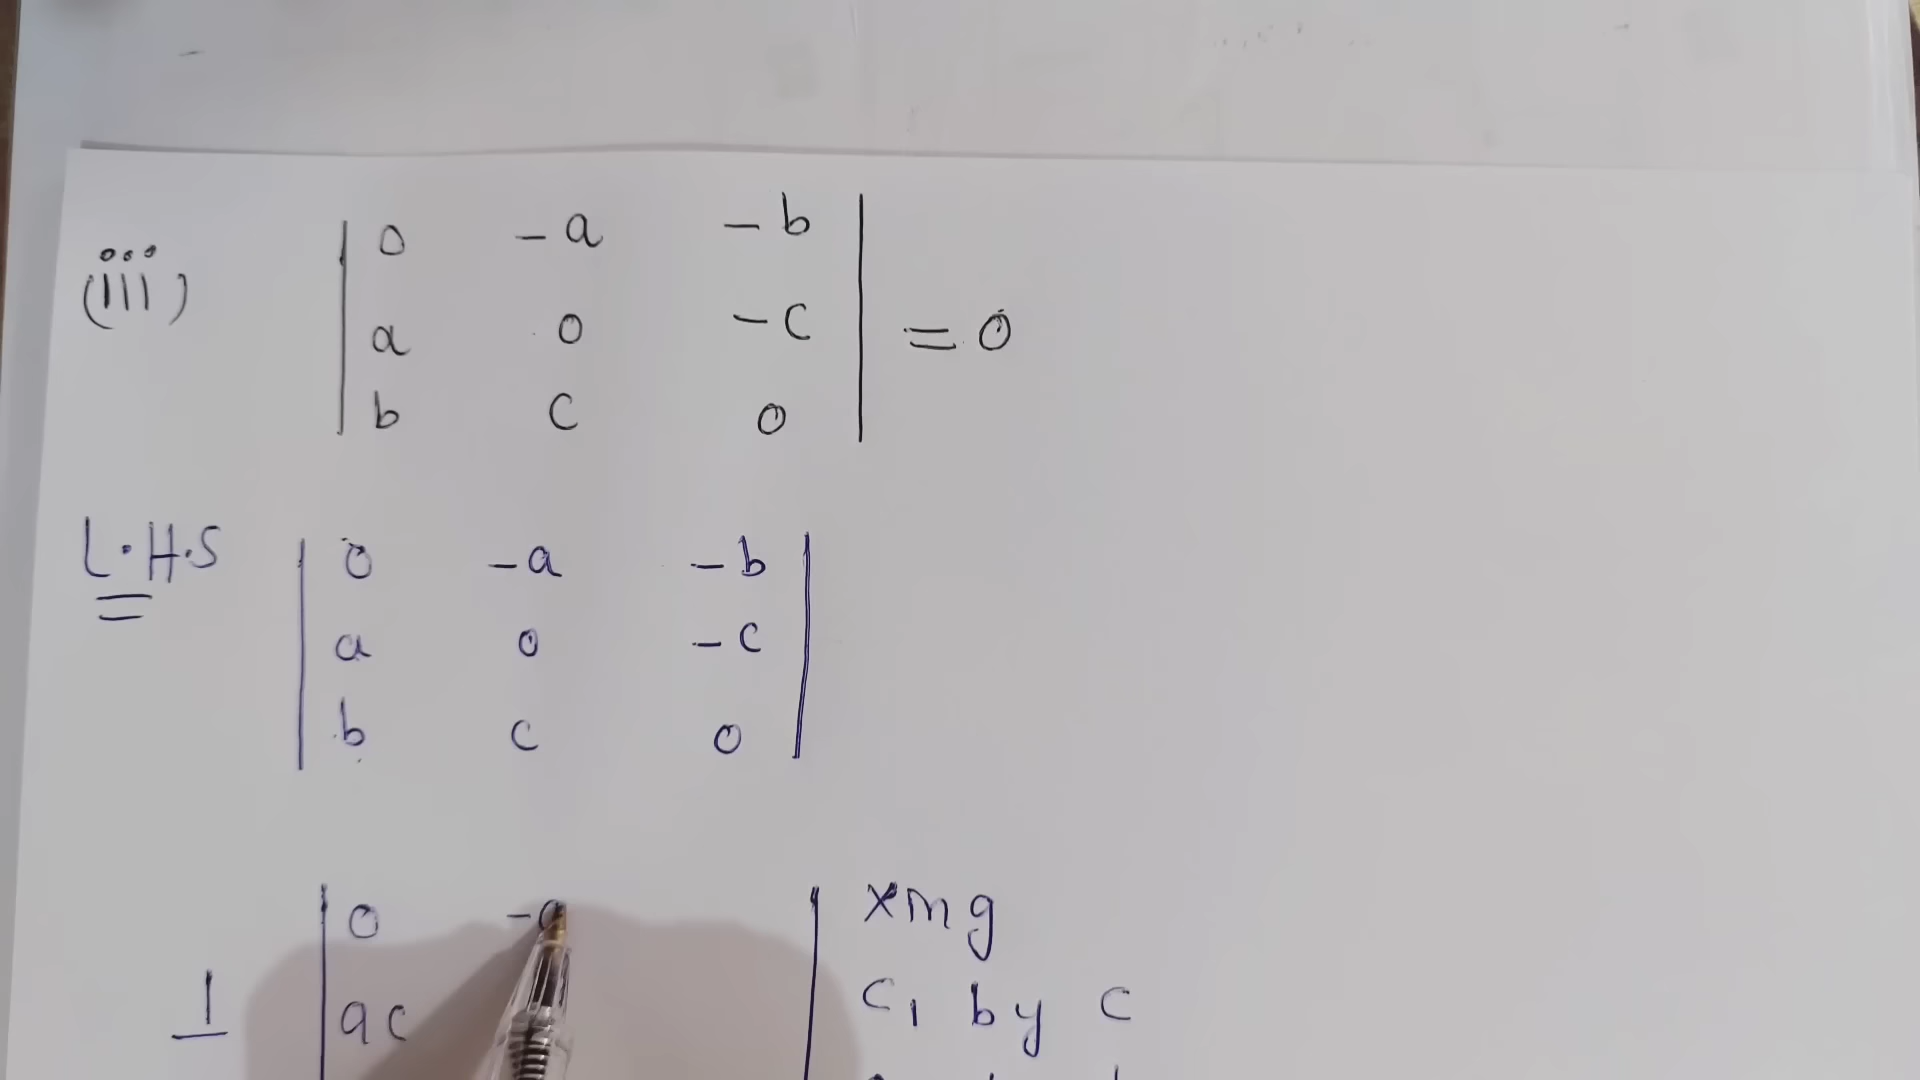 (iii) | 0 -a -b |
| a 0 -c | = 0
| b c 0 |
L.H.S | 0 -a -b |
| a 0 -c |
| b c 0 |
| 0 -a | xmg
1 | ac | C1 by c